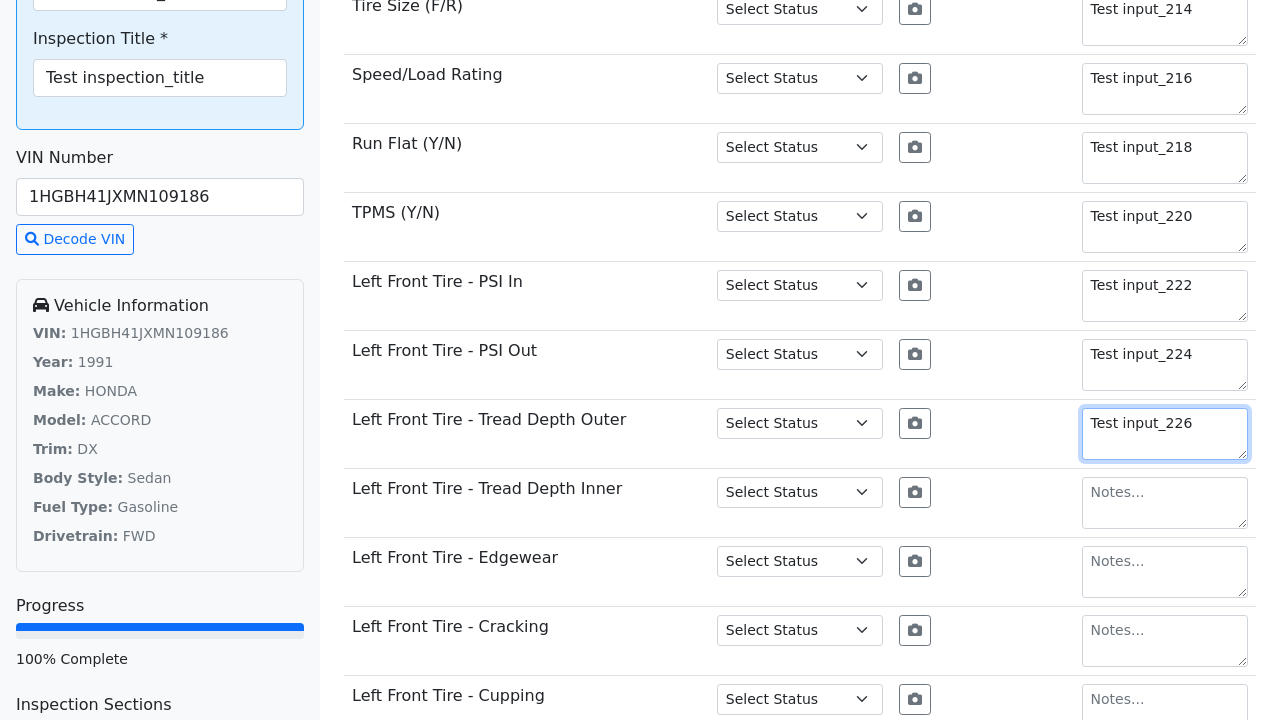 Inspection Title *
Test inspection_title
VIN Number
1HGBH41JXMN109186
Decode VIN
Vehicle Information
VIN: 1HGBH41JXMN109186
Year: 1991
Make: HONDA
Model: ACCORD
Trim: DX
Body Style: Sedan
Fuel Type: Gasoline
Drivetrain: FWD
Progress
100% Complete
Inspection Sections
Tire Size (F/R) Select Status Test input_214
Speed/Load Rating Select Status Test input_216
Run Flat (Y/N) Select Status Test input_218
TPMS (Y/N) Select Status Test input_220
Left Front Tire - PSI In Select Status Test input_222
Left Front Tire - PSI Out Select Status Test input_224
Left Front Tire - Tread Depth Outer Select Status Test input_226
Left Front Tire - Tread Depth Inner Select Status Notes...
Left Front Tire - Edgewear Select Status Notes...
Left Front Tire - Cracking Select Status Notes...
Left Front Tire - Cupping Select Status Notes...